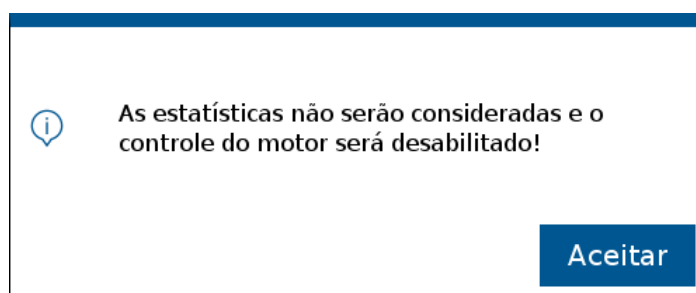 As estatísticas não serão consideradas e o
controle do motor será desabilitado!
Aceitar